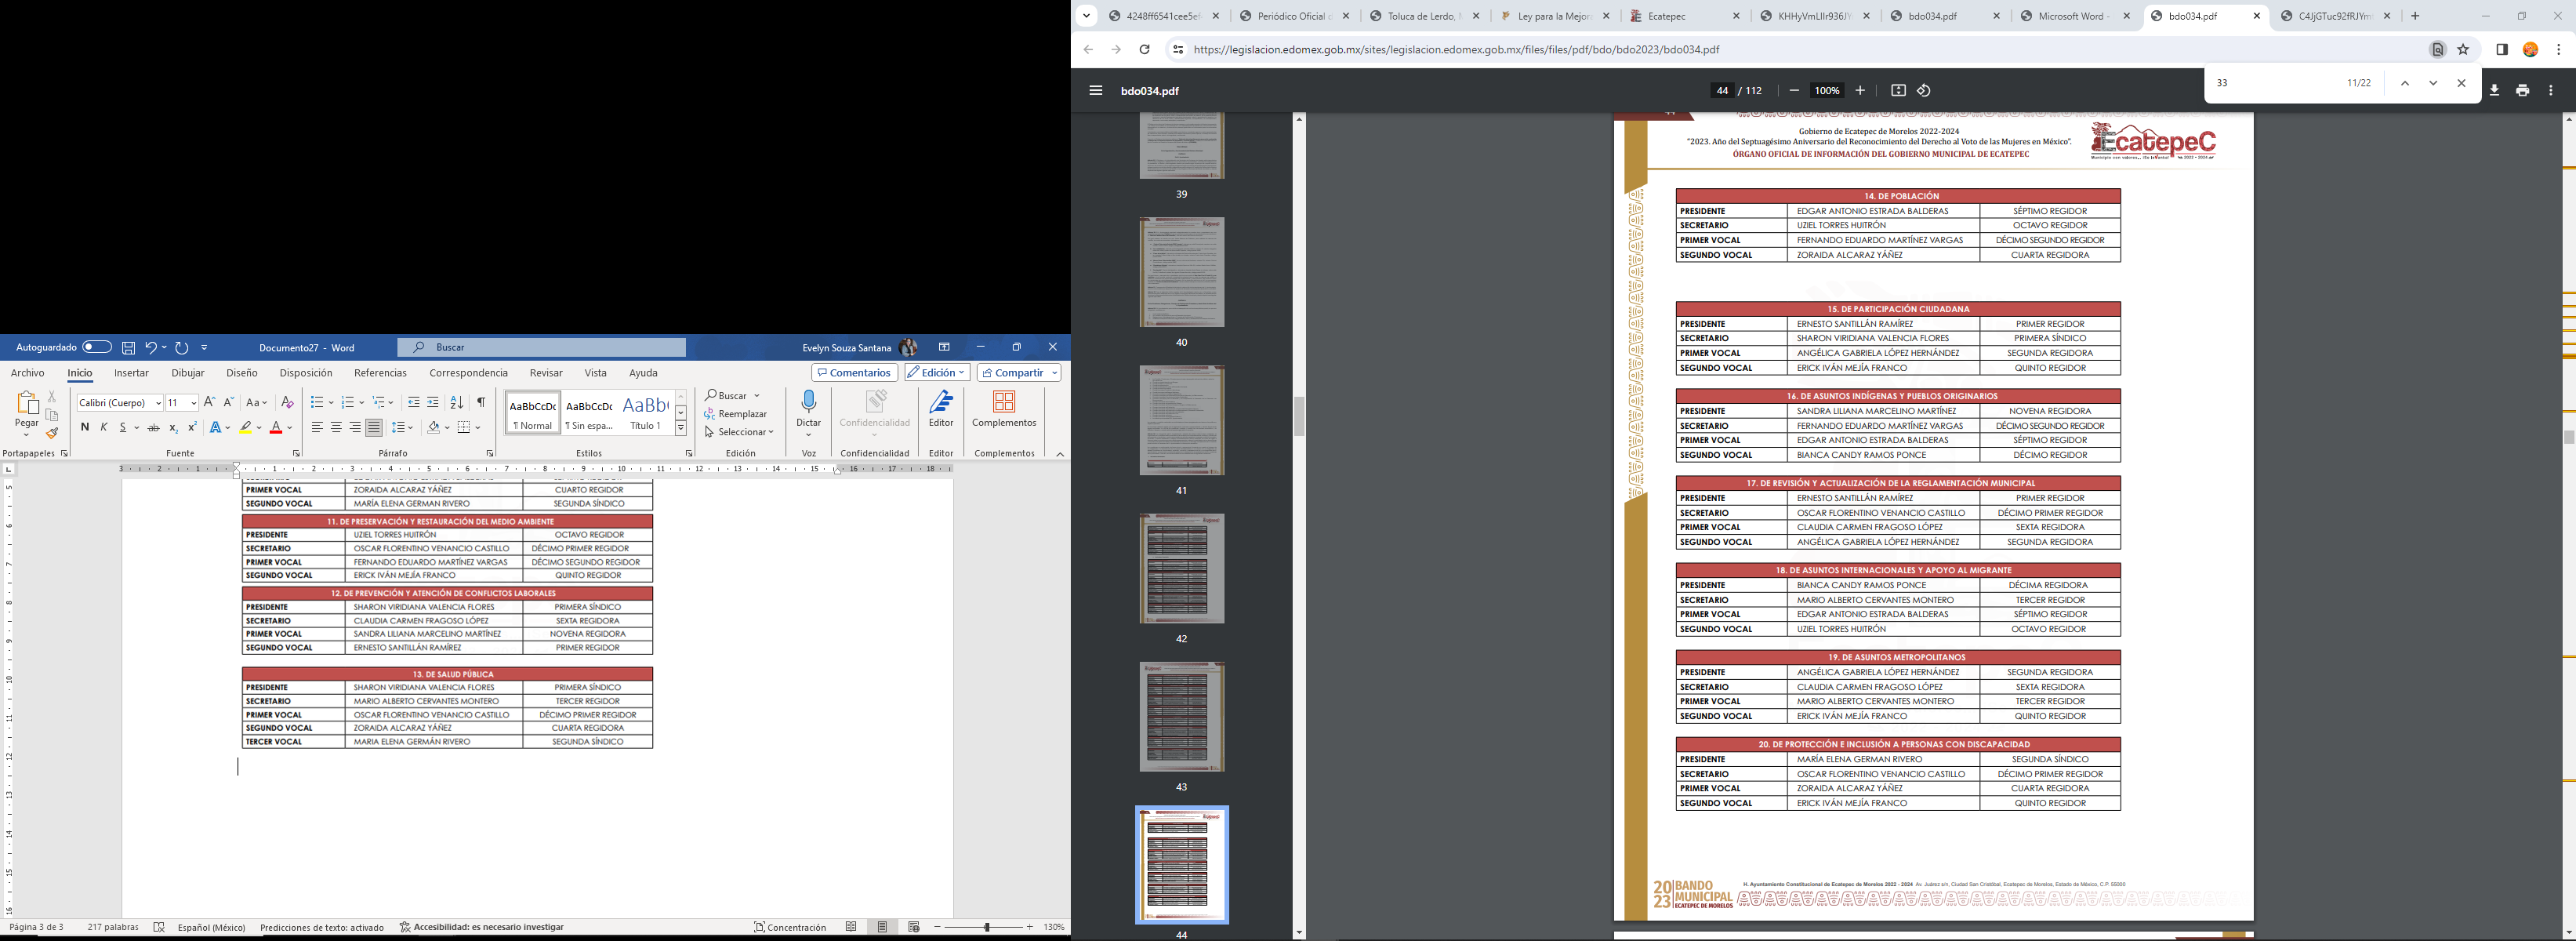 Autoguardado
Documento27 - Word
Buscar
Evelyn Souza Santana
Archivo Inicio Insertar Dibujar Diseño Disposición Referencias Correspondencia Revisar Vista Ayuda
Comentarios Edición Compartir
Pegar
Calibri (Cuerpo) 11
N K S
AaBbCcDc AaBbCcDc AaBb
Normal Sin espa... Título 1
Buscar
Reemplazar
Seleccionar
Dictar Confidencialidad Editor Complementos
Portapapeles Fuente Párrafo Estilos Edición Voz Confidencialidad Editor Complementos
PRIMER VOCAL ZORAIDA ALCARAZ YÁÑEZ CUARTO REGIDOR
SEGUNDO VOCAL MARÍA ELENA GERMAN RIVERO SEGUNDA SÍNDICO
11. DE PRESERVACIÓN Y RESTAURACIÓN DEL MEDIO AMBIENTE
PRESIDENTE UZIEL TORRES HUITRÓN OCTAVO REGIDOR
SECRETARIO OSCAR FLORENTINO VENANCIO CASTILLO DÉCIMO PRIMER REGIDOR
PRIMER VOCAL FERNANDO EDUARDO MARTÍNEZ VARGAS DÉCIMO SEGUNDO REGIDOR
SEGUNDO VOCAL ERICK IVÁN MEJÍA FRANCO QUINTO REGIDOR
12. DE PREVENCIÓN Y ATENCIÓN DE CONFLICTOS LABORALES
PRESIDENTE SHARON VIRIDIANA VALENCIA FLORES PRIMERA SÍNDICO
SECRETARIO CLAUDIA CARMEN FRAGOSO LÓPEZ SEXTA REGIDORA
PRIMER VOCAL SANDRA LILIANA MARCELINO MARTÍNEZ NOVENA REGIDORA
SEGUNDO VOCAL ERNESTO SANTILLÁN RAMÍREZ PRIMER REGIDOR
13. DE SALUD PÚBLICA
PRESIDENTE SHARON VIRIDIANA VALENCIA FLORES PRIMERA SÍNDICO
SECRETARIO MARIO ALBERTO CERVANTES MONTERO TERCER REGIDOR
PRIMER VOCAL OSCAR FLORENTINO VENANCIO CASTILLO DÉCIMO PRIMER REGIDOR
SEGUNDO VOCAL ZORAIDA ALCARAZ YÁÑEZ CUARTA REGIDORA
TERCER VOCAL MARIA ELENA GERMÁN RIVERO SEGUNDA SÍNDICO
Página 3 de 3 217 palabras Español (México) Predicciones de texto: activado Accesibilidad: es necesario investigar Concentración 130%
4248ff6541cee5ef Periódico Oficial Toluca de Lerdo, Ley para la Mejora Ecatepec bdo034.pdf Microsoft Word - bdo034.pdf
https://legislacion.edomex.gob.mx/sites/legislacion.edomex.gob.mx/files/files/pdf/bdo/bdo2023/bdo034.pdf
33 11/22
bdo034.pdf
44 / 112 100%
39
40
41
42
43
44
Gobierno de Ecatepec de Morelos 2022-2024
"2023. Año del Septuagésimo Aniversario del Reconocimiento del Derecho al Voto de las Mujeres en México".
ÓRGANO OFICIAL DE INFORMACIÓN DEL GOBIERNO MUNICIPAL DE ECATEPEC
EcatepeC
14. DE POBLACIÓN
PRESIDENTE EDGAR ANTONIO ESTRADA BALDERAS SÉPTIMO REGIDOR
SECRETARIO UZIEL TORRES HUITRÓN OCTAVO REGIDOR
PRIMER VOCAL FERNANDO EDUARDO MARTÍNEZ VARGAS DÉCIMO SEGUNDO REGIDOR
SEGUNDO VOCAL ZORAIDA ALCARAZ YÁÑEZ CUARTA REGIDORA
15. DE PARTICIPACIÓN CIUDADANA
PRESIDENTE ERNESTO SANTILLÁN RAMÍREZ PRIMER REGIDOR
SECRETARIO SHARON VIRIDIANA VALENCIA FLORES PRIMERA SÍNDICO
PRIMER VOCAL ANGÉLICA GABRIELA LÓPEZ HERNÁNDEZ SEGUNDA REGIDORA
SEGUNDO VOCAL ERICK IVÁN MEJÍA FRANCO QUINTO REGIDOR
16. DE ASUNTOS INDÍGENAS Y PUEBLOS ORIGINARIOS
PRESIDENTE SANDRA LILIANA MARCELINO MARTÍNEZ NOVENA REGIDORA
SECRETARIO FERNANDO EDUARDO MARTÍNEZ VARGAS DÉCIMO SEGUNDO REGIDOR
PRIMER VOCAL EDGAR ANTONIO ESTRADA BALDERAS SÉPTIMO REGIDOR
SEGUNDO VOCAL BIANCA CANDY RAMOS PONCE DÉCIMO REGIDOR
17. DE REVISIÓN Y ACTUALIZACIÓN DE LA REGLAMENTACIÓN MUNICIPAL
PRESIDENTE ERNESTO SANTILLÁN RAMÍREZ PRIMER REGIDOR
SECRETARIO OSCAR FLORENTINO VENANCIO CASTILLO DÉCIMO PRIMER REGIDOR
PRIMER VOCAL CLAUDIA CARMEN FRAGOSO LÓPEZ SEXTA REGIDORA
SEGUNDO VOCAL ANGÉLICA GABRIELA LÓPEZ HERNÁNDEZ SEGUNDA REGIDORA
18. DE ASUNTOS INTERNACIONALES Y APOYO AL MIGRANTE
PRESIDENTE BIANCA CANDY RAMOS PONCE DÉCIMA REGIDORA
SECRETARIO MARIO ALBERTO CERVANTES MONTERO TERCER REGIDOR
PRIMER VOCAL EDGAR ANTONIO ESTRADA BALDERAS SÉPTIMO REGIDOR
SEGUNDO VOCAL UZIEL TORRES HUITRÓN OCTAVO REGIDOR
19. DE ASUNTOS METROPOLITANOS
PRESIDENTE ANGÉLICA GABRIELA LÓPEZ HERNÁNDEZ SEGUNDA REGIDORA
SECRETARIO CLAUDIA CARMEN FRAGOSO LÓPEZ SEXTA REGIDORA
PRIMER VOCAL MARIO ALBERTO CERVANTES MONTERO TERCER REGIDOR
SEGUNDO VOCAL ERICK IVÁN MEJÍA FRANCO QUINTO REGIDOR
20. DE PROTECCIÓN E INCLUSIÓN A PERSONAS CON DISCAPACIDAD
PRESIDENTE MARÍA ELENA GERMAN RIVERO SEGUNDA SÍNDICO
SECRETARIO OSCAR FLORENTINO VENANCIO CASTILLO DÉCIMO PRIMER REGIDOR
PRIMER VOCAL ZORAIDA ALCARAZ YÁÑEZ CUARTA REGIDORA
SEGUNDO VOCAL ERICK IVÁN MEJÍA FRANCO QUINTO REGIDOR
2023 BANDO MUNICIPAL ECATEPEC DE MORELOS
H. Ayuntamiento Constitucional de Ecatepec de Morelos 2022 - 2024 Av. Juárez s/n, Ciudad San Cristóbal, Ecatepec de Morelos, Estado de México, C.P. 55000